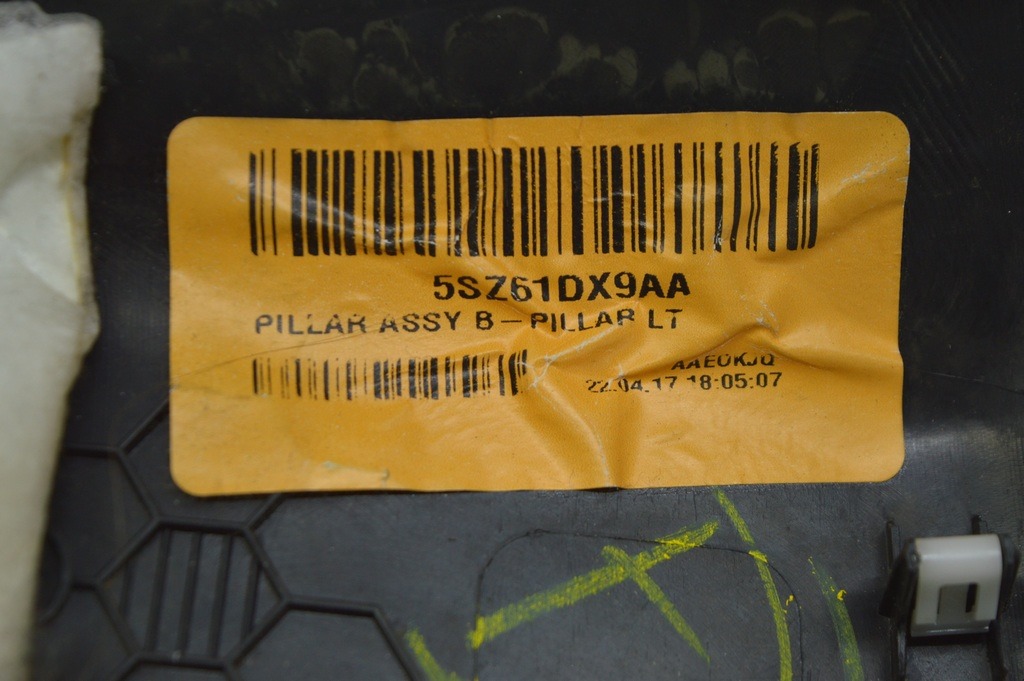 5SZ61DX9AA
PILLAR ASSY B-PILLAR LT
AAEOKJQ
22.04.17 18:05:07